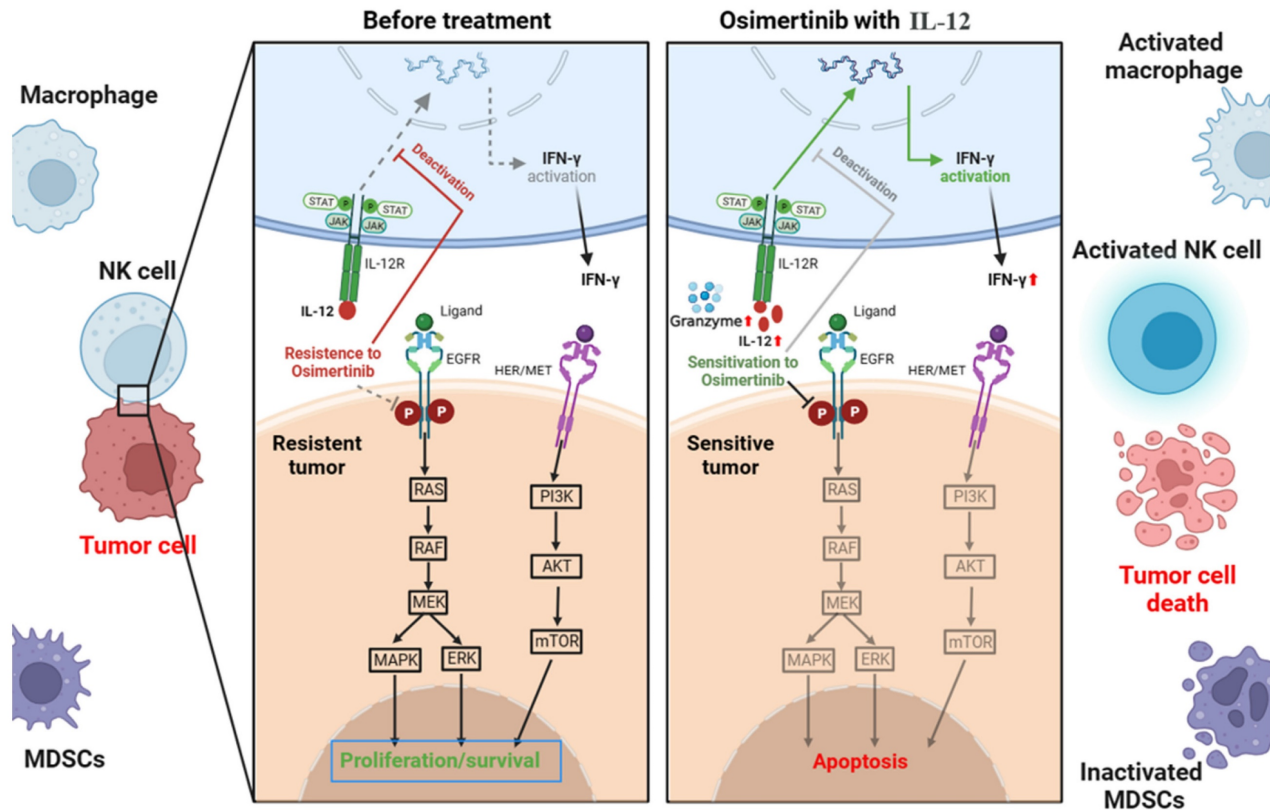 Before treatment
Osimertinib with IL-12
Macrophage
NK cell
Tumor cell
MDSCs
Deactivation
IFN-γ
activation
STAT
P
P
STAT
JAK
JAK
IL-12R
IFN-γ
IL-12
Ligand
Resistence to
Osimertinib
EGFR
HER/MET
P
P
Resistent
tumor
RAS
PI3K
RAF
AKT
MEK
mTOR
MAPK
ERK
Proliferation/survival
Deactivation
IFN-γ
activation
STAT
P
P
STAT
JAK
JAK
IL-12R
IFN-γ
Granzyme
IL-12
Ligand
Sensitivation to
Osimertinib
EGFR
HER/MET
P
P
Sensitive
tumor
RAS
PI3K
RAF
AKT
MEK
mTOR
MAPK
ERK
Apoptosis
Activated
macrophage
Activated NK cell
Tumor cell
death
Inactivated
MDSCs